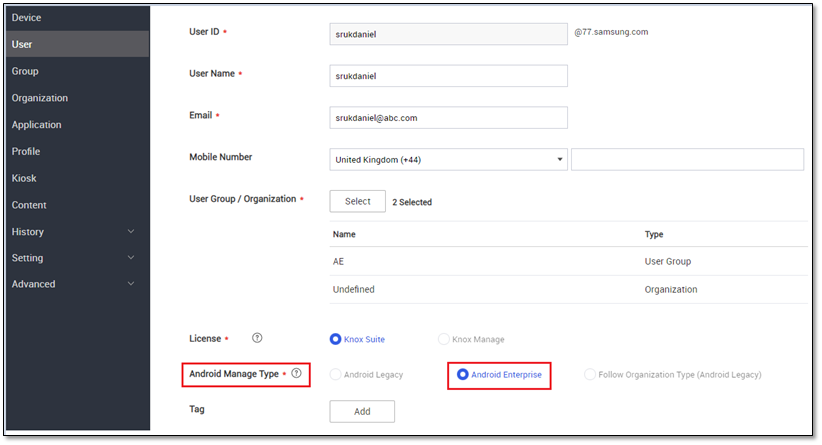 Device
User
Group
Organization
Application
Profile
Kiosk
Content
History
Setting
Advanced
User ID * srukdaniel @77.samsung.com
User Name * srukdaniel
Email * srukdaniel@abc.com
Mobile Number United Kingdom (+44)
User Group / Organization * Select 2 Selected
Name Type
AE User Group
Undefined Organization
License * ? Knox Suite Knox Manage
Android Manage Type * ? Android Legacy Android Enterprise Follow Organization Type (Android Legacy)
Tag Add